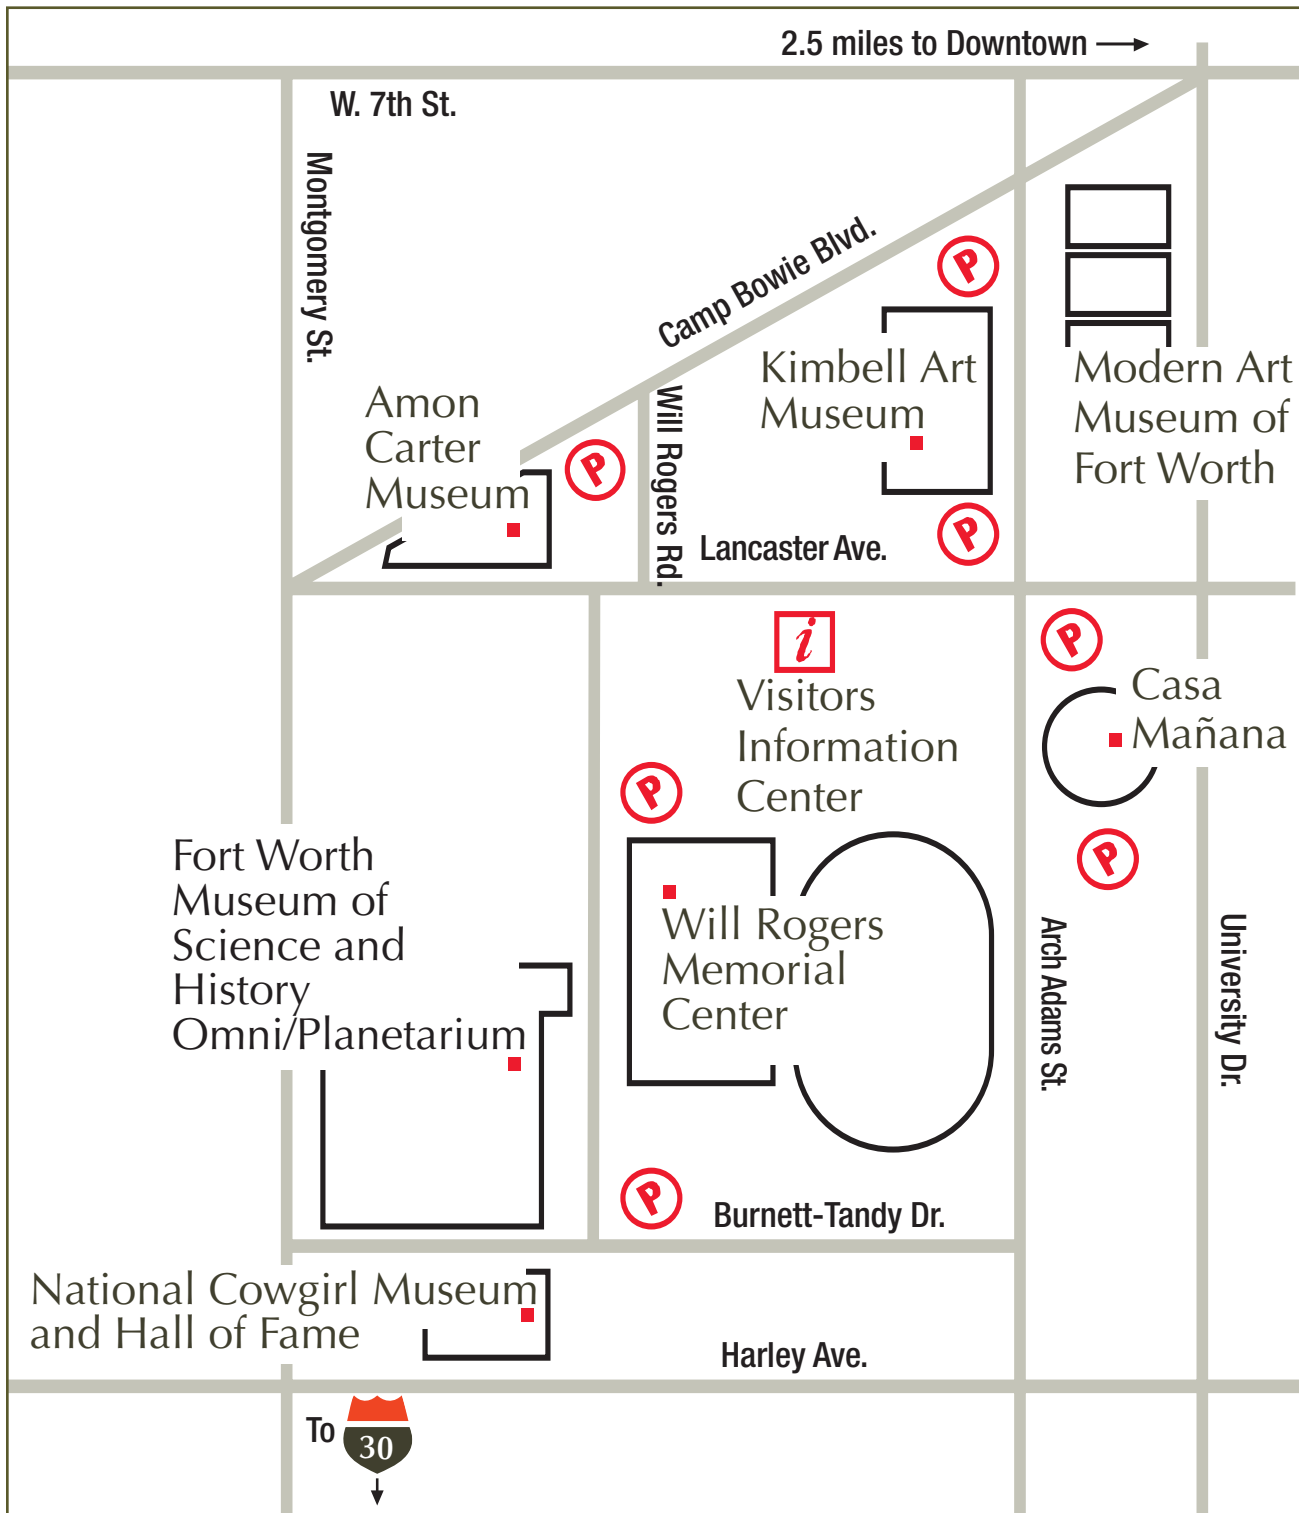 2.5 miles to Downtown
W. 7th St.
Montgomery St.
Camp Bowie Blvd.
P
Kimbell Art
Museum
Modern Art
Museum of
Fort Worth
Amon
Carter
Museum
P
Will Rogers Rd.
P
Lancaster Ave.
i
Visitors
Information
Center
P
Casa
Mañana
P
P
Fort Worth
Museum of
Science and
History
Omni/Planetarium
Will Rogers
Memorial
Center
Arch Adams St.
University Dr.
P
Burnett-Tandy Dr.
National Cowgirl Museum
and Hall of Fame
Harley Ave.
To 30